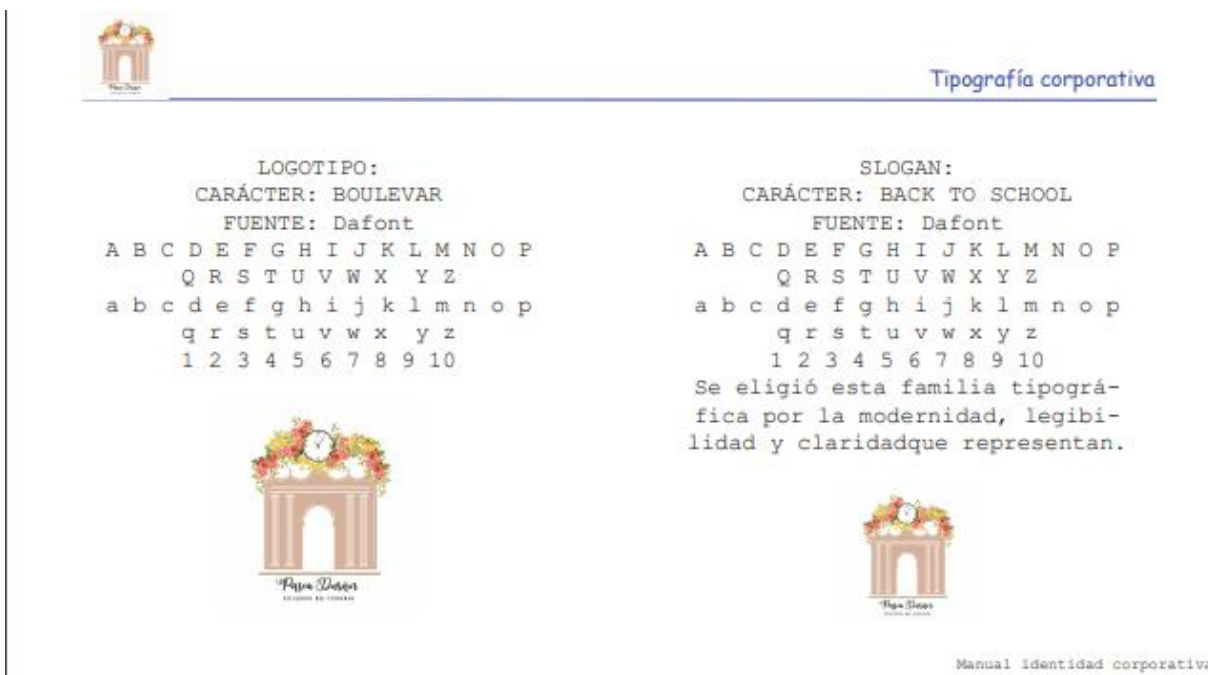 Tipografía corporativa
LOGOTIPO:
CARÁCTER: BOULEVAR
FUENTE: Dafont
A B C D E F G H I J K L M N O P
Q R S T U V W X Y Z
a b c d e f g h i j k l m n o p
q r s t u v w x y z
1 2 3 4 5 6 7 8 9 10
SLOGAN:
CARÁCTER: BACK TO SCHOOL
FUENTE: Dafont
A B C D E F G H I J K L M N O P
Q R S T U V W X Y Z
a b c d e f g h i j k l m n o p
q r s t u v w x y z
1 2 3 4 5 6 7 8 9 10
Se eligió esta familia tipográ-
fica por la modernidad, legibi-
lidad y claridadque representan.
Manual identidad corporativa